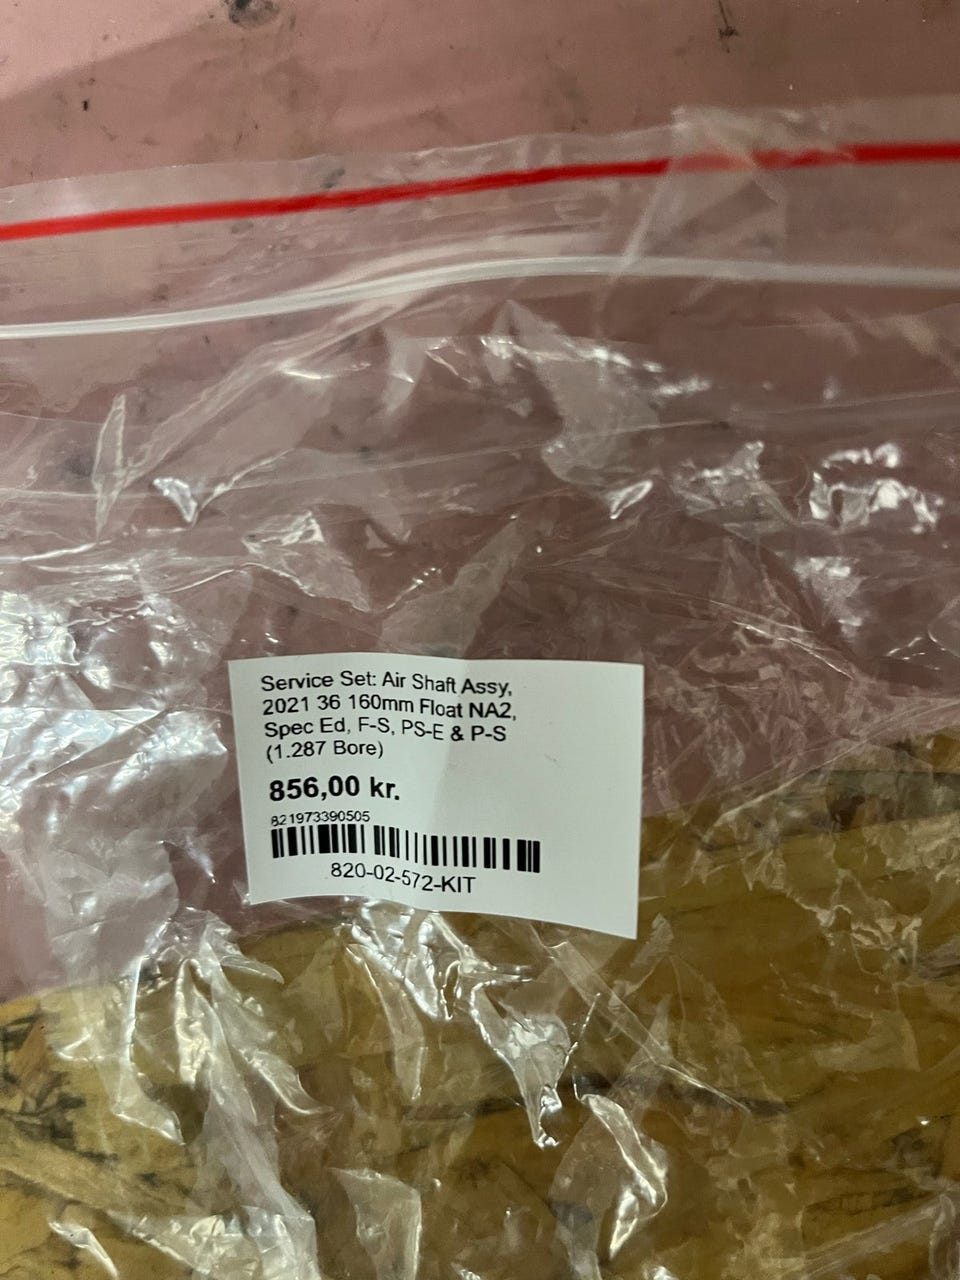 Service Set: Air Shaft Assy,
2021 36 160mm Float NA2,
Spec Ed, F-S, PS-E & P-S
(1.287 Bore)
856,00 kr.
821973390505
820-02-572-KIT